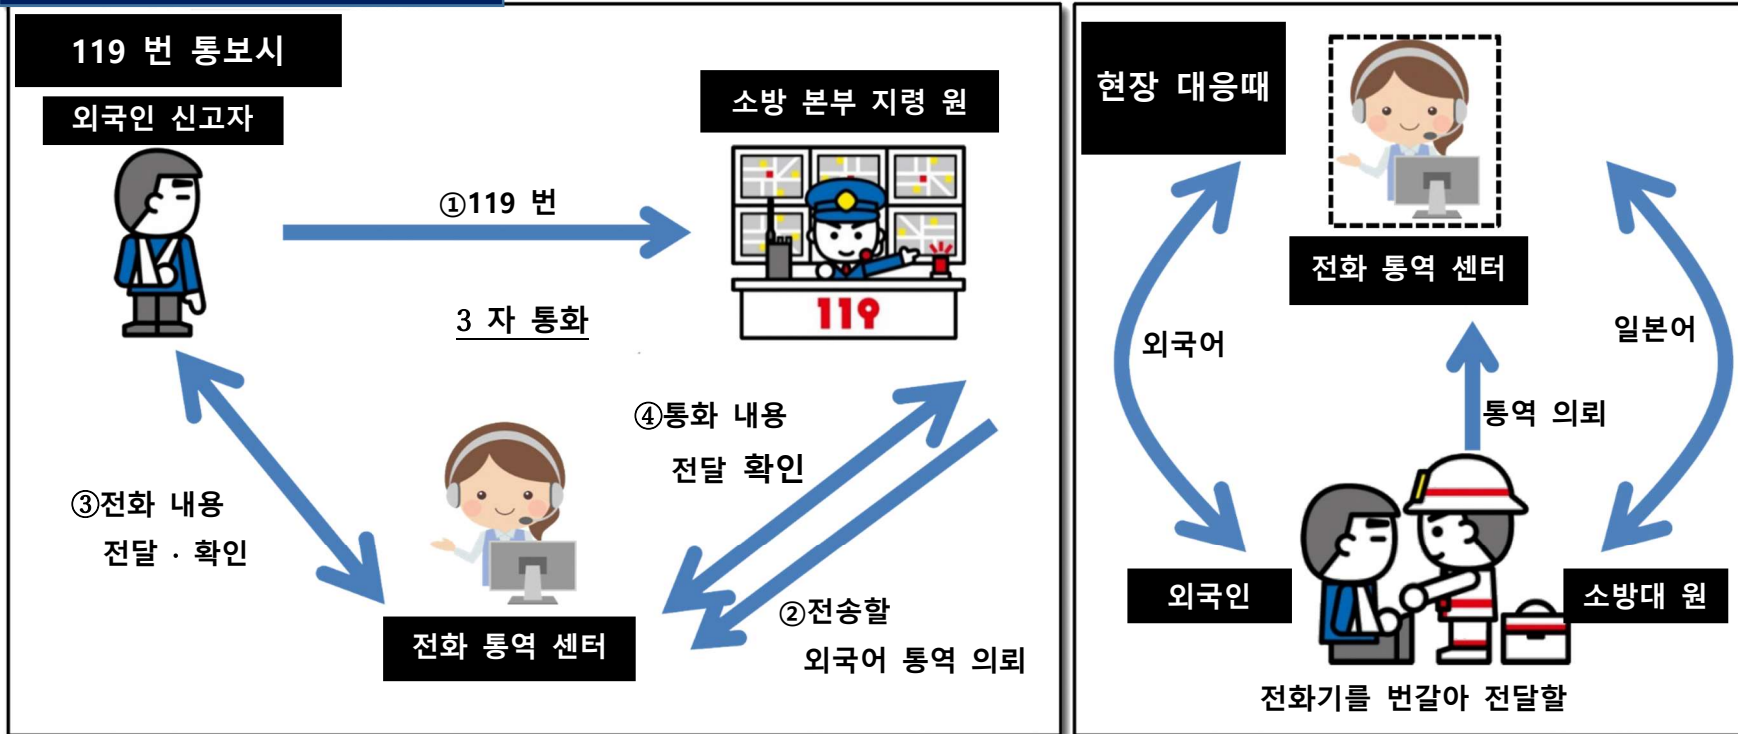 119 번 통보시
외국인 신고자
소방 본부 지령 원
①119 번
119
3 자 통화
④통화 내용
전달 확인
③전화 내용
전달 · 확인
②전송할
외국어 통역 의뢰
전화 통역 센터
현장 대응때
전화 통역 센터
외국어
일본어
통역 의뢰
외국인
소방대 원
전화기를 번갈아 전달할